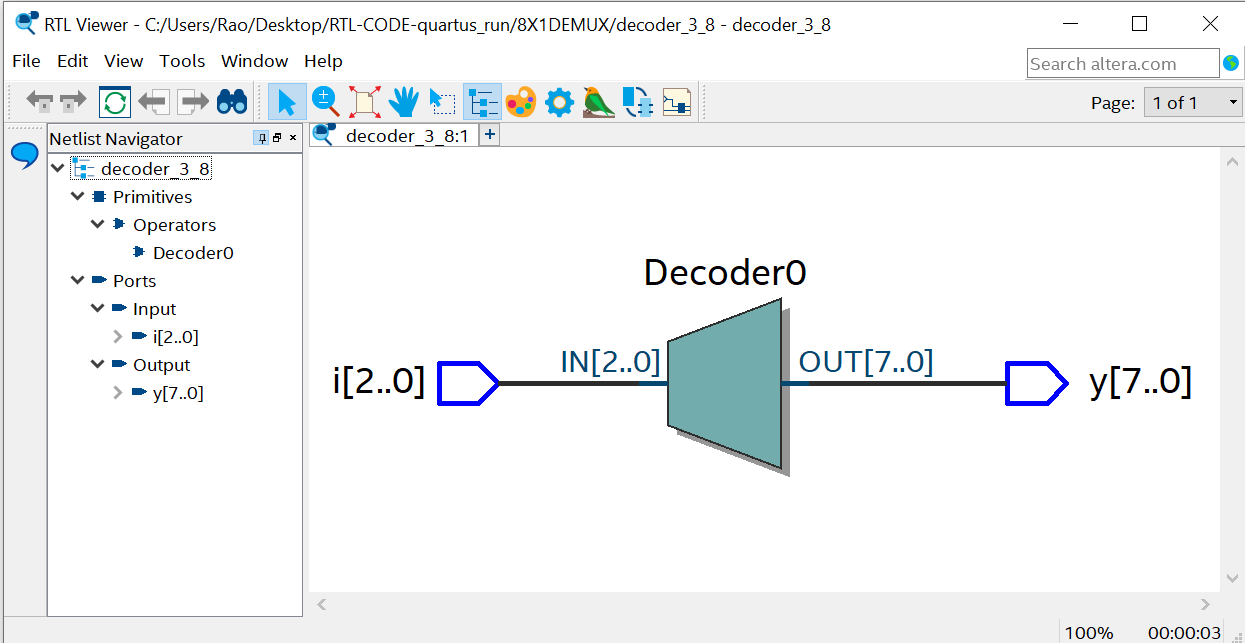 RTL Viewer - C:/Users/Rao/Desktop/RTL-CODE-quartus_run/8X1DEMUX/decoder_3_8 - decoder_3_8
File Edit View Tools Window Help
Search altera.com
Page: 1 of 1
Netlist Navigator
decoder_3_8:1 +
decoder_3_8
Primitives
Operators
Decoder0
Ports
Input
i[2..0]
Output
y[7..0]
Decoder0
i[2..0] IN[2..0] OUT[7..0] y[7..0]
100% 00:00:03